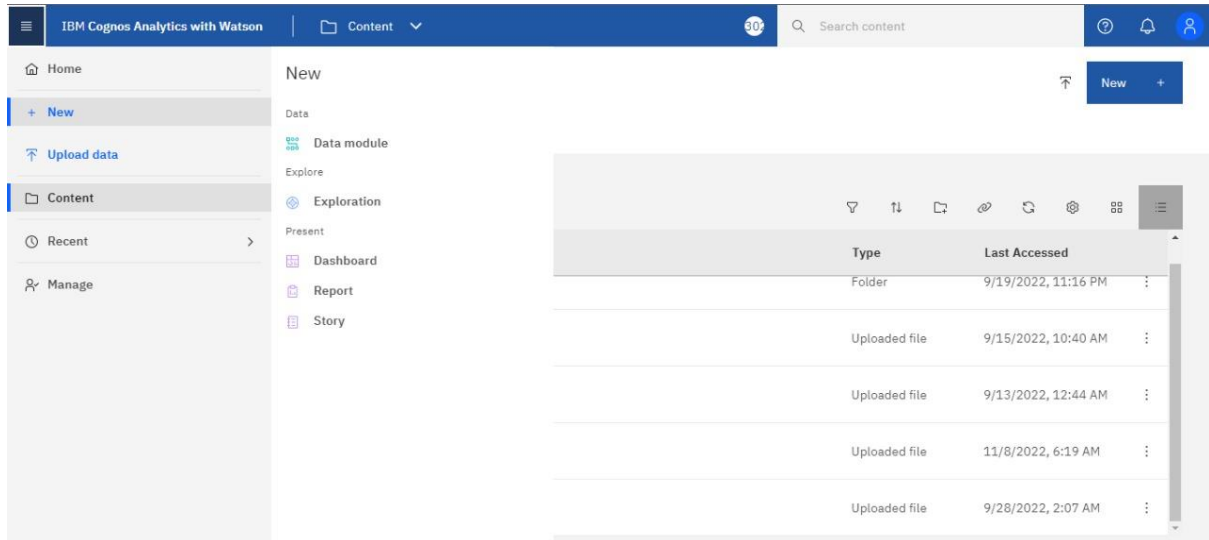 IBM Cognos Analytics with Watson
Content
302
Search content
Home
New
Upload data
Content
Recent
Manage
New
Data
Data module
Explore
Exploration
Present
Dashboard
Report
Story
New +
Type Last Accessed
Folder 9/19/2022, 11:16 PM
Uploaded file 9/15/2022, 10:40 AM
Uploaded file 9/13/2022, 12:44 AM
Uploaded file 11/8/2022, 6:19 AM
Uploaded file 9/28/2022, 2:07 AM